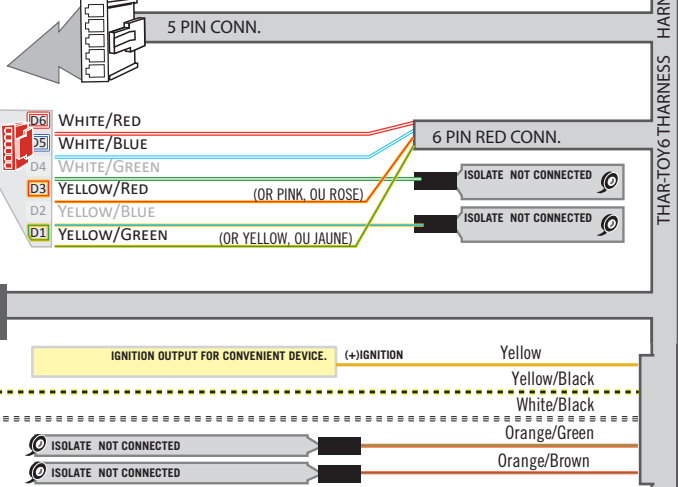 5 PIN CONN.
HARN
THAR-TOY6 THARNESS
D6 WHITE/RED
D5 WHITE/BLUE
D4 WHITE/GREEN
D3 YELLOW/RED (OR PINK, OU ROSE)
D2 YELLOW/BLUE
D1 YELLOW/GREEN (OR YELLOW, OU JAUNE)
6 PIN RED CONN.
ISOLATE NOT CONNECTED
ISOLATE NOT CONNECTED
IGNITION OUTPUT FOR CONVENIENT DEVICE. (+)IGNITION Yellow
Yellow/Black
White/Black
Orange/Green
ISOLATE NOT CONNECTED
Orange/Brown
ISOLATE NOT CONNECTED